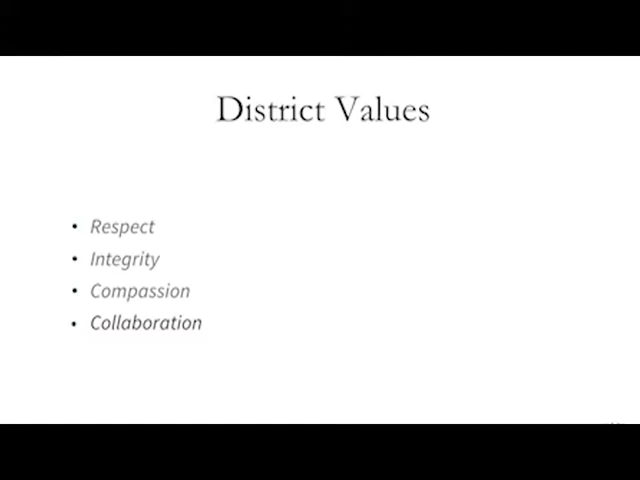 District Values
• Respect
• Integrity
• Compassion
• Collaboration